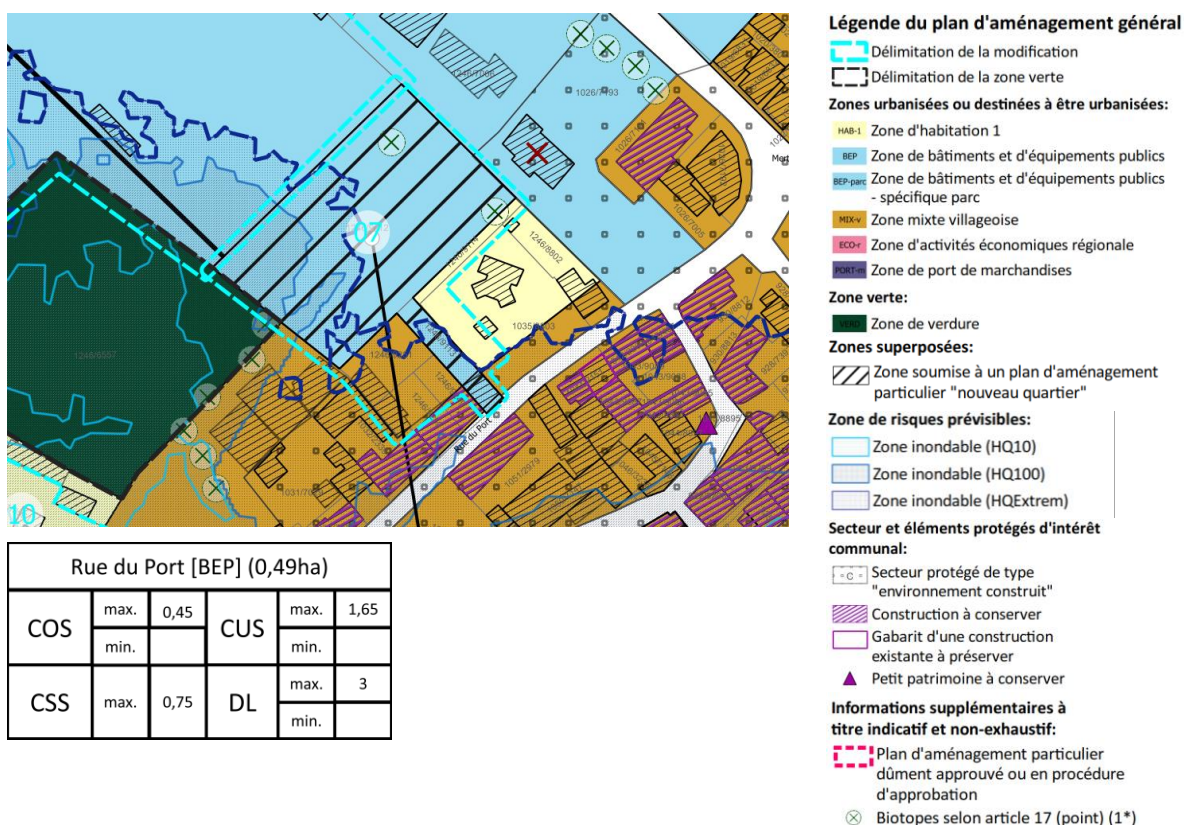 1246/7066
1026/7193
07
1246/8802
1246/6557
1026/7005
Rue du Port
10
Rue du Port [BEP] (0,49ha)
COS max. 0,45 CUS max. 1,65
min. min.
CSS max. 0,75 DL max. 3
min.
Légende du plan d'aménagement général
Délimitation de la modification
Délimitation de la zone verte
Zones urbanisées ou destinées à être urbanisées:
HAB-1 Zone d'habitation 1
BEP Zone de bâtiments et d'équipements publics
BEP-parc Zone de bâtiments et d'équipements publics
- spécifique parc
MIX-v Zone mixte villageoise
ECO-r Zone d'activités économiques régionale
PORT-m Zone de port de marchandises
Zone verte:
VERD Zone de verdure
Zones superposées:
Zone soumise à un plan d'aménagement
particulier "nouveau quartier"
Zone de risques prévisibles:
Zone inondable (HQ10)
Zone inondable (HQ100)
Zone inondable (HQExtrem)
Secteur et éléments protégés d'intérêt
communal:
C Secteur protégé de type
"environnement construit"
Construction à conserver
Gabarit d'une construction
existante à préserver
Petit patrimoine à conserver
Informations supplémentaires à
titre indicatif et non-exhaustif:
Plan d'aménagement particulier
dûment approuvé ou en procédure
d'approbation
Biotopes selon article 17 (point) (1*)